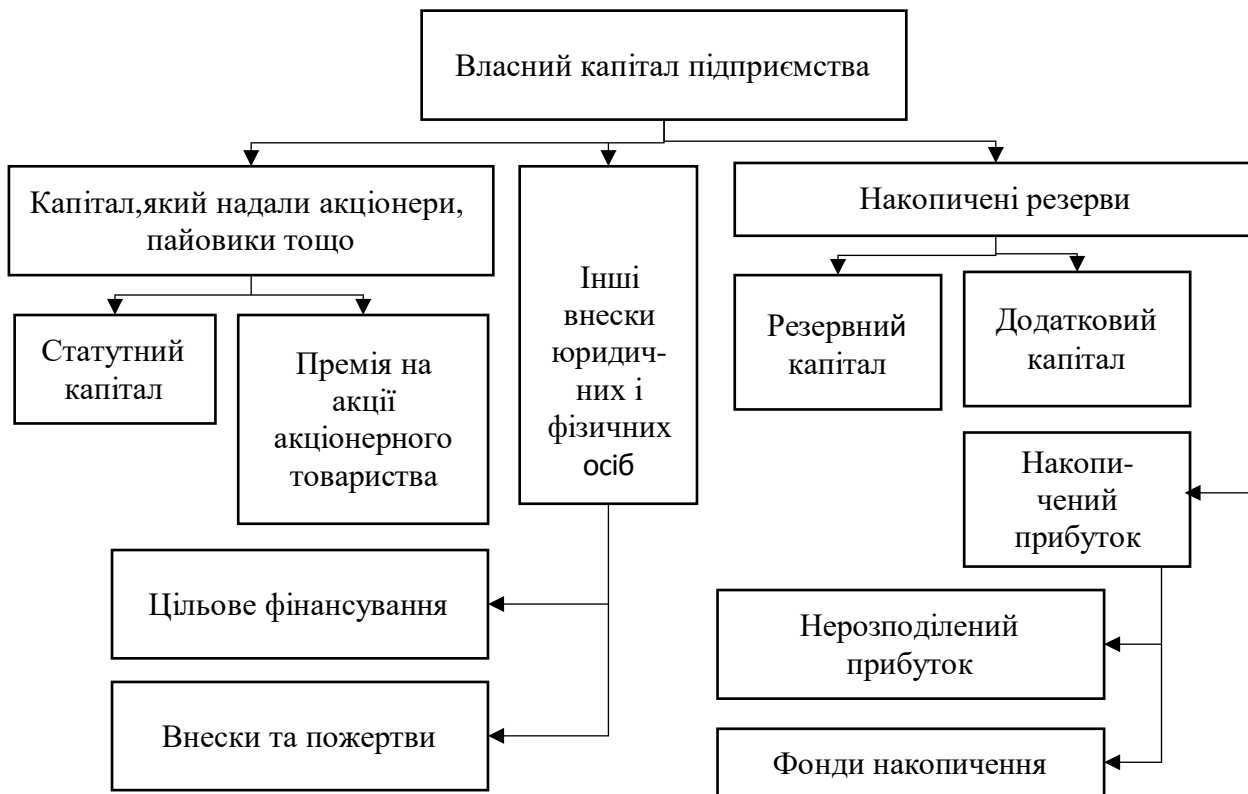 Власний капітал підприємства
Капітал,який надали акціонери,
пайовики тощо
Інші
внески
юридич-
них і
фізичних
осіб
Накопичені резерви
Статутний
капітал
Премія на
акції
акціонерного
товариства
Резервний
капітал
Додатковий
капітал
Накопи-
чений
прибуток
Цільове фінансування
Нерозподілений
прибуток
Внески та пожертви
Фонди накопичення